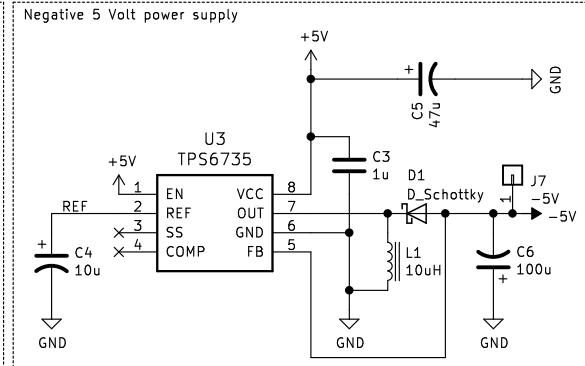 Negative 5 Volt power supply
+5V
+
C5
47u
GND
U3
TPS6735
+5V
C3
1u
D1
D_Schottky
J7
1
-5V
-5V
1 EN VCC 8
REF 2 REF OUT 7
3 SS GND 6
4 COMP FB 5
+
C4
10u
L1
10uH
C6
100u
+
GND
GND
GND